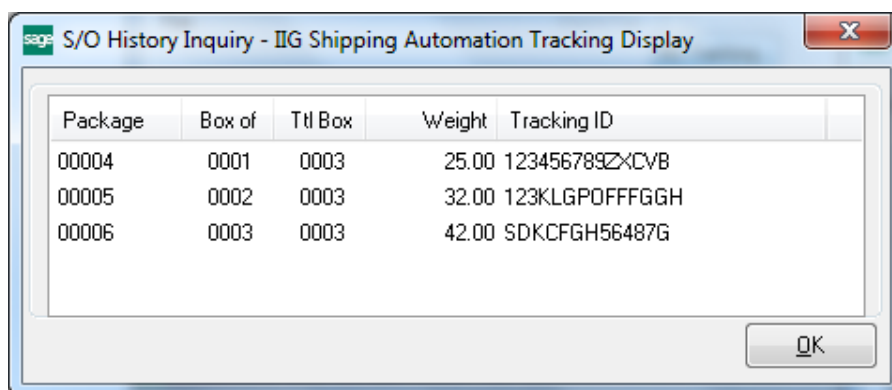 sage S/O History Inquiry - IIG Shipping Automation Tracking Display
Package Box of Ttl Box Weight Tracking ID
00004 0001 0003 25.00 123456789ZXCVB
00005 0002 0003 32.00 123KLGPOFFFGGH
00006 0003 0003 42.00 SDKCFGH56487G
OK